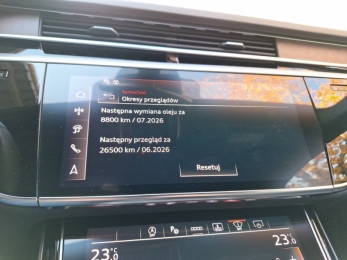 Okresy przeglądów
Następna wymiana oleju za
8800 km / 07.2026
Następny przegląd za
26500 km / 06.2026
Resetuj
23°C
23°C